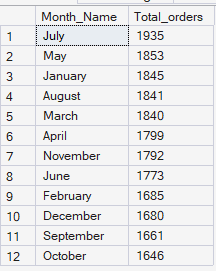 Month_Name Total_orders
1 July 1935
2 May 1853
3 January 1845
4 August 1841
5 March 1840
6 April 1799
7 November 1792
8 June 1773
9 February 1685
10 December 1680
11 September 1661
12 October 1646